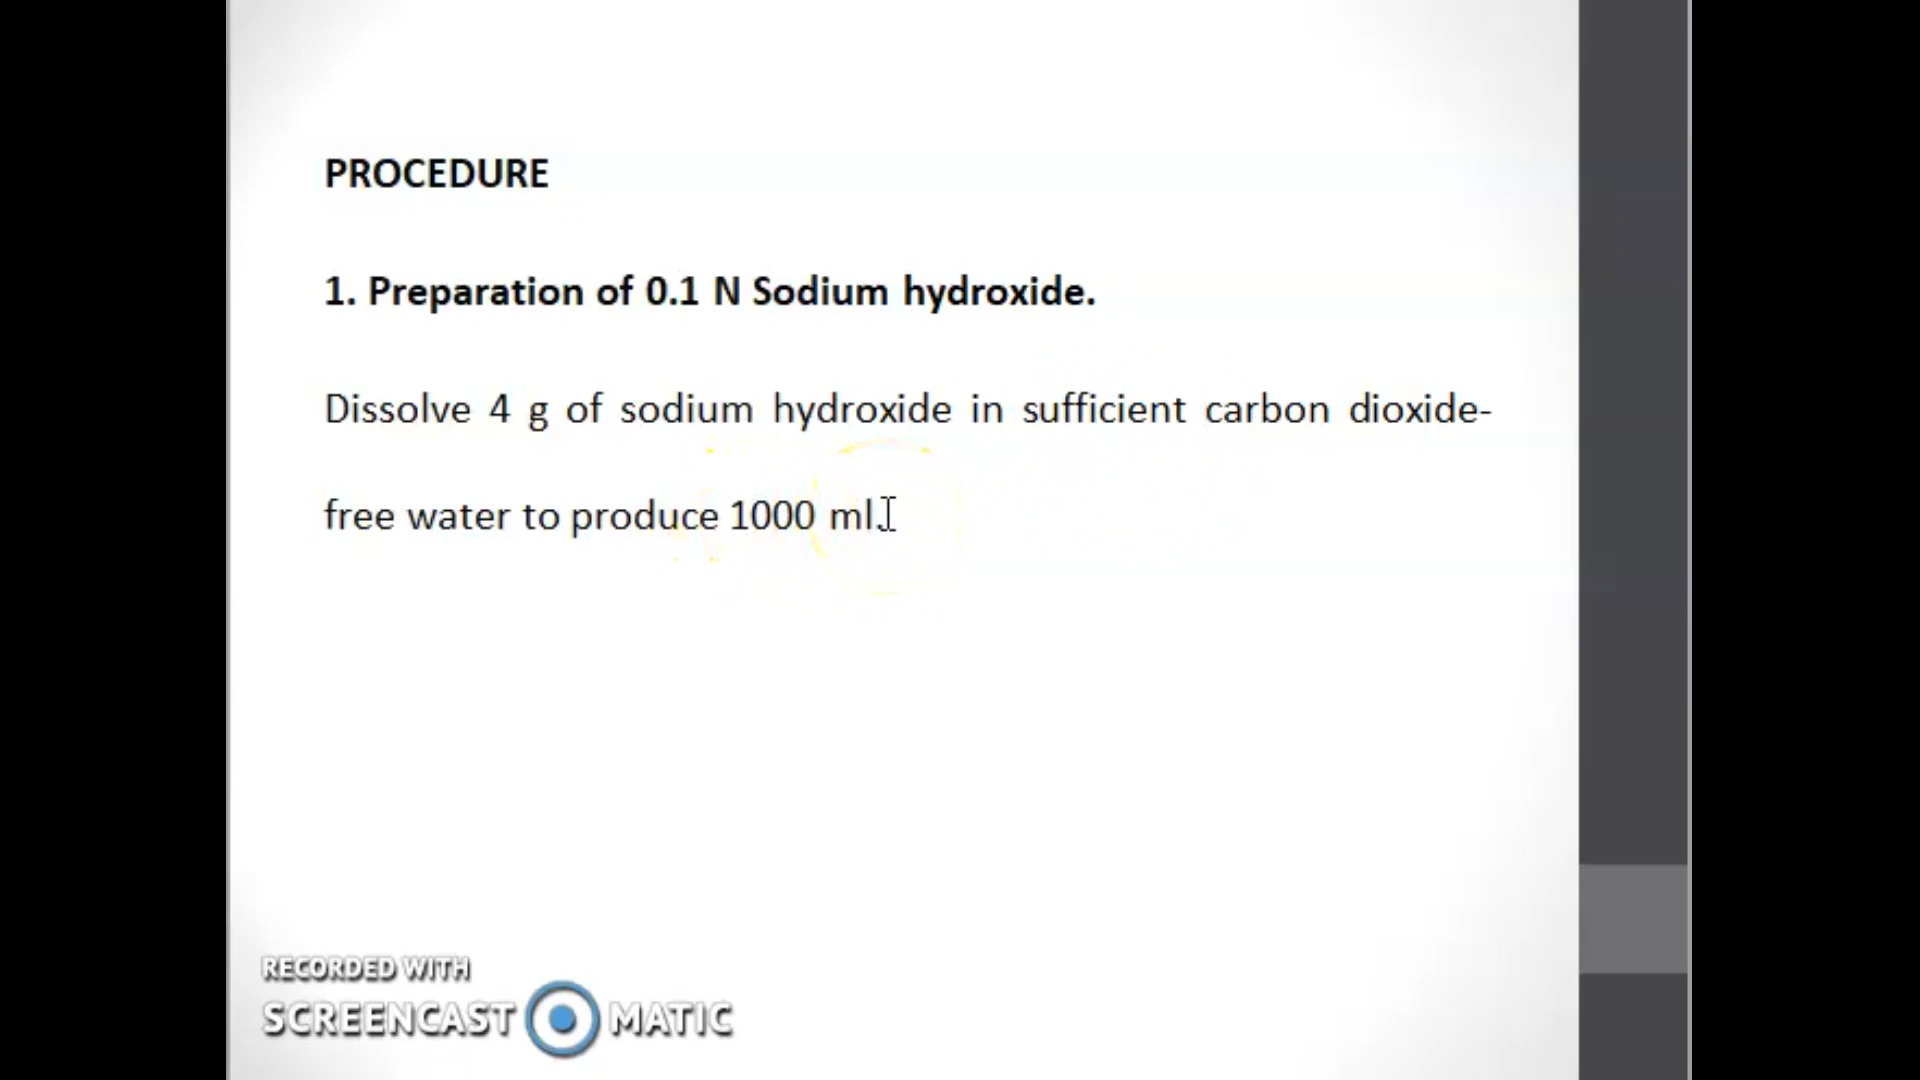 PROCEDURE
1. Preparation of 0.1 N Sodium hydroxide.
Dissolve 4 g of sodium hydroxide in sufficient carbon dioxide-
free water to produce 1000 ml.
RECORDED WITH
SCREENCAST MATIC